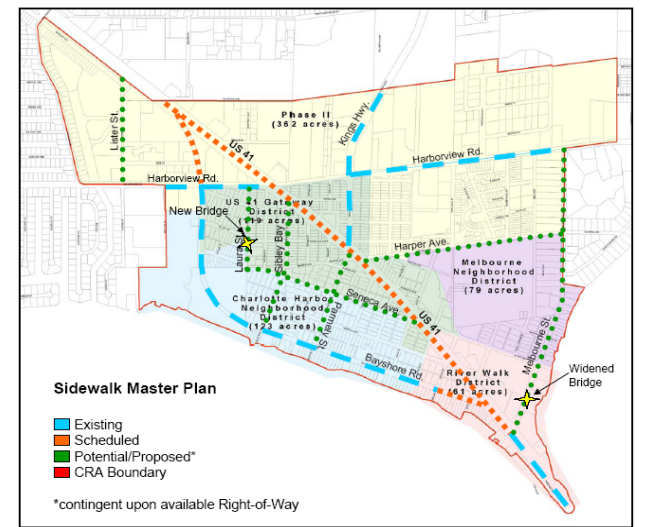 Phase II
(362 acres)
Kings Hwy.
US 41
Lister St.
Harborview Rd.
Harborview Rd.
US 41 Gateway
District
(119 acres)
New Bridge
Laura St.
Sibley Bay
Harper Ave.
Melbourne
Neighborhood
District
(79 acres)
Charlotte Harbor
Neighborhood
District
(123 acres)
Seneca Ave.
Parmely St.
US 41
Melbourne St.
Bayshore Rd.
River Walk
District
(61 acres)
Widened
Bridge
Sidewalk Master Plan
Existing
Scheduled
Potential/Proposed*
CRA Boundary
*contingent upon available Right-of-Way